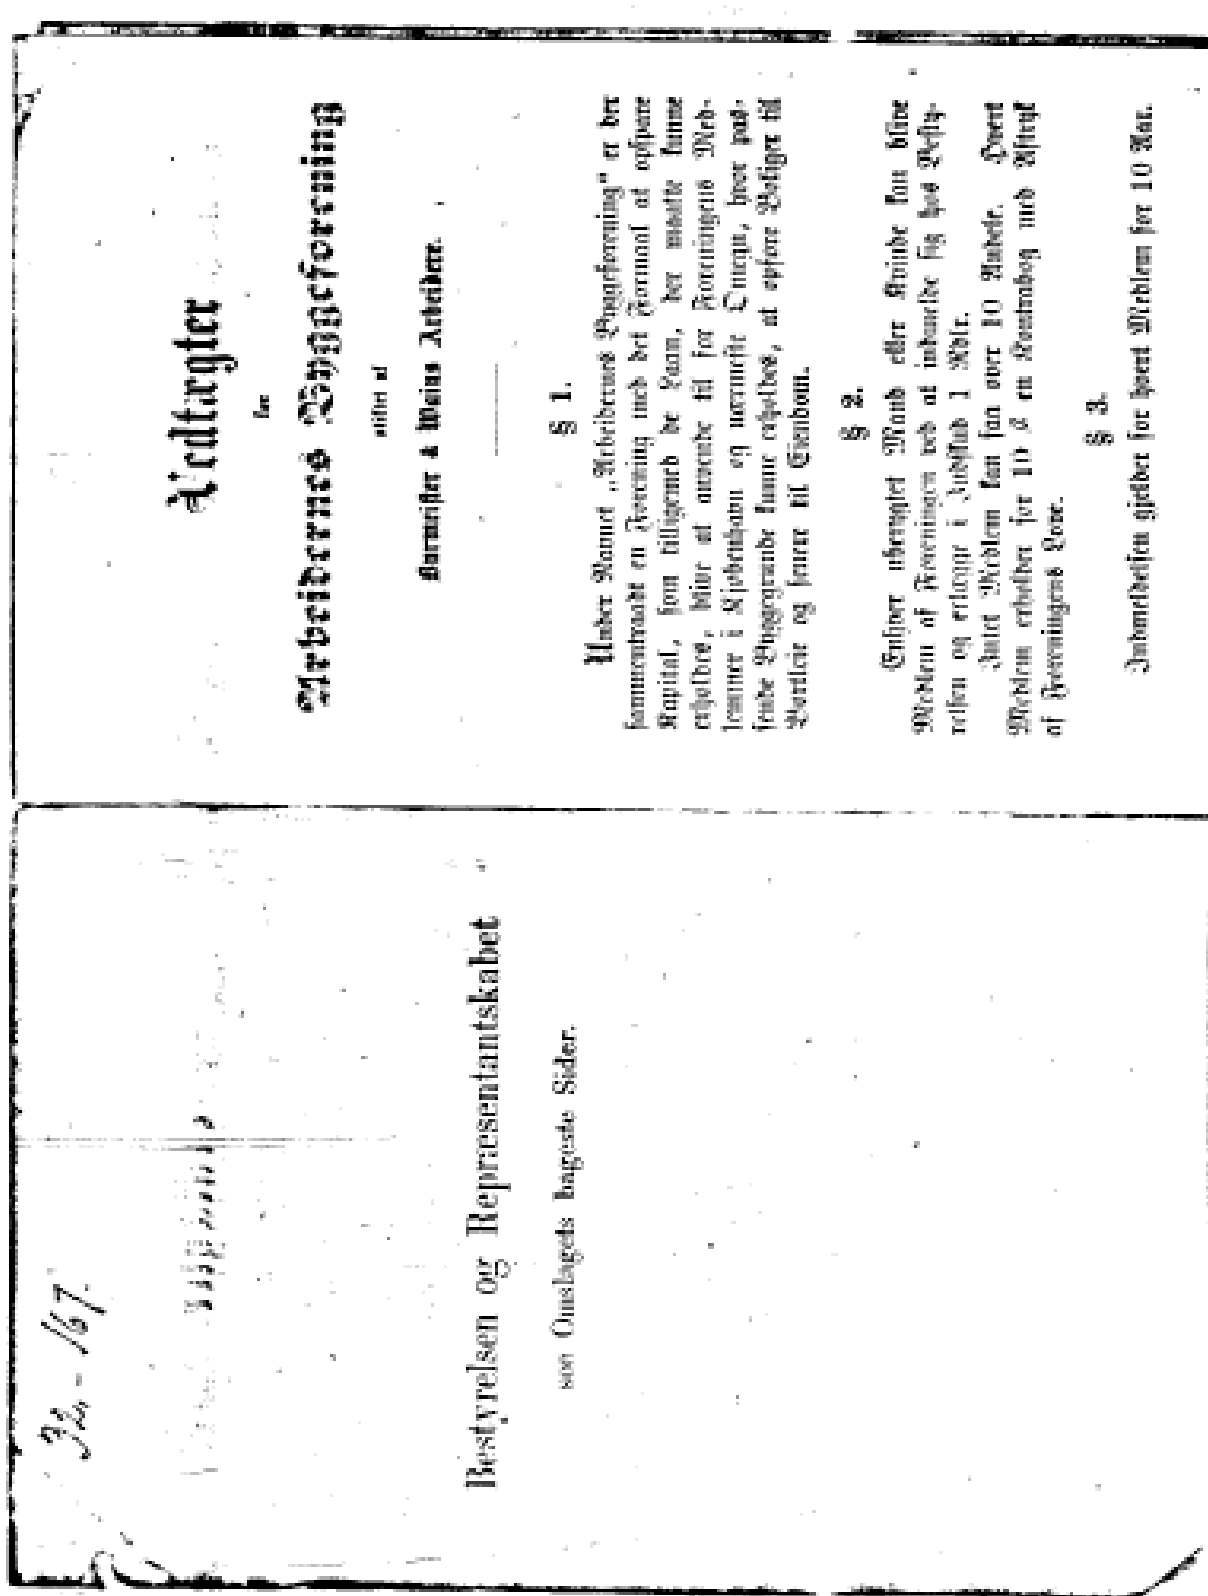 32 - 167.
Bestyrelsen og Repræsentantskabet
see Omslagets bageste Sider.
Vedtægter
for
Arbeidernes Byggeforening
stiftet af
Burmeister & Wains Arbeidere.
§ 1.
Under Navnet „Arbeidernes Byggeforening“ er der
sammentraadt en Forening med det Formaal at opspare
Kapital, som tilligemed de Laan, der maatte kunne
erholdes, blive at anvende til for Foreningens Med-
lemmer i Kjøbenhavn og nærmeste Omegn, hvor pas-
sende Byggegrunde kunne erholdes, at opføre Boliger til
Bortleie og senere til Eiendom.
§ 2.
Enhver uberygtet Mand eller Kvinde kan blive
Medlem af Foreningen ved at indmelde sig hos Besty-
relsen og erlægge i Indskud 1 Rdlr.
Intet Medlem kan faa over 10 Andele. Hvert
Medlem erholder for 10 ß en Kontrabog med Aftryk
af Foreningens Love.
§ 3.
Indmeldelsen gjelder for hvert Medlem for 10 Aar.